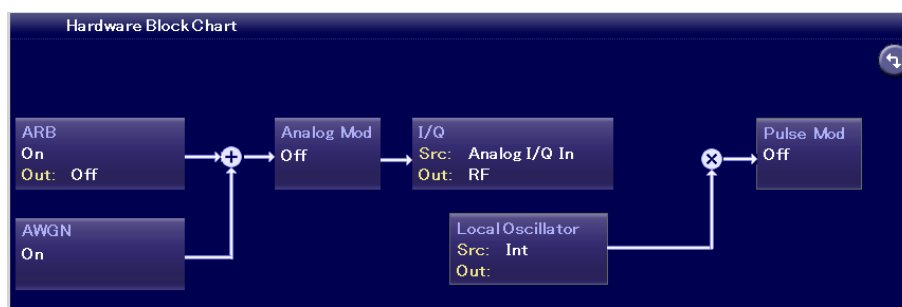 Hardware Block Chart
ARB
On
Out: Off
Analog Mod
Off
I/Q
Src: Analog I/Q In
Out: RF
Pulse Mod
Off
AWGN
On
Local Oscillator
Src: Int
Out: